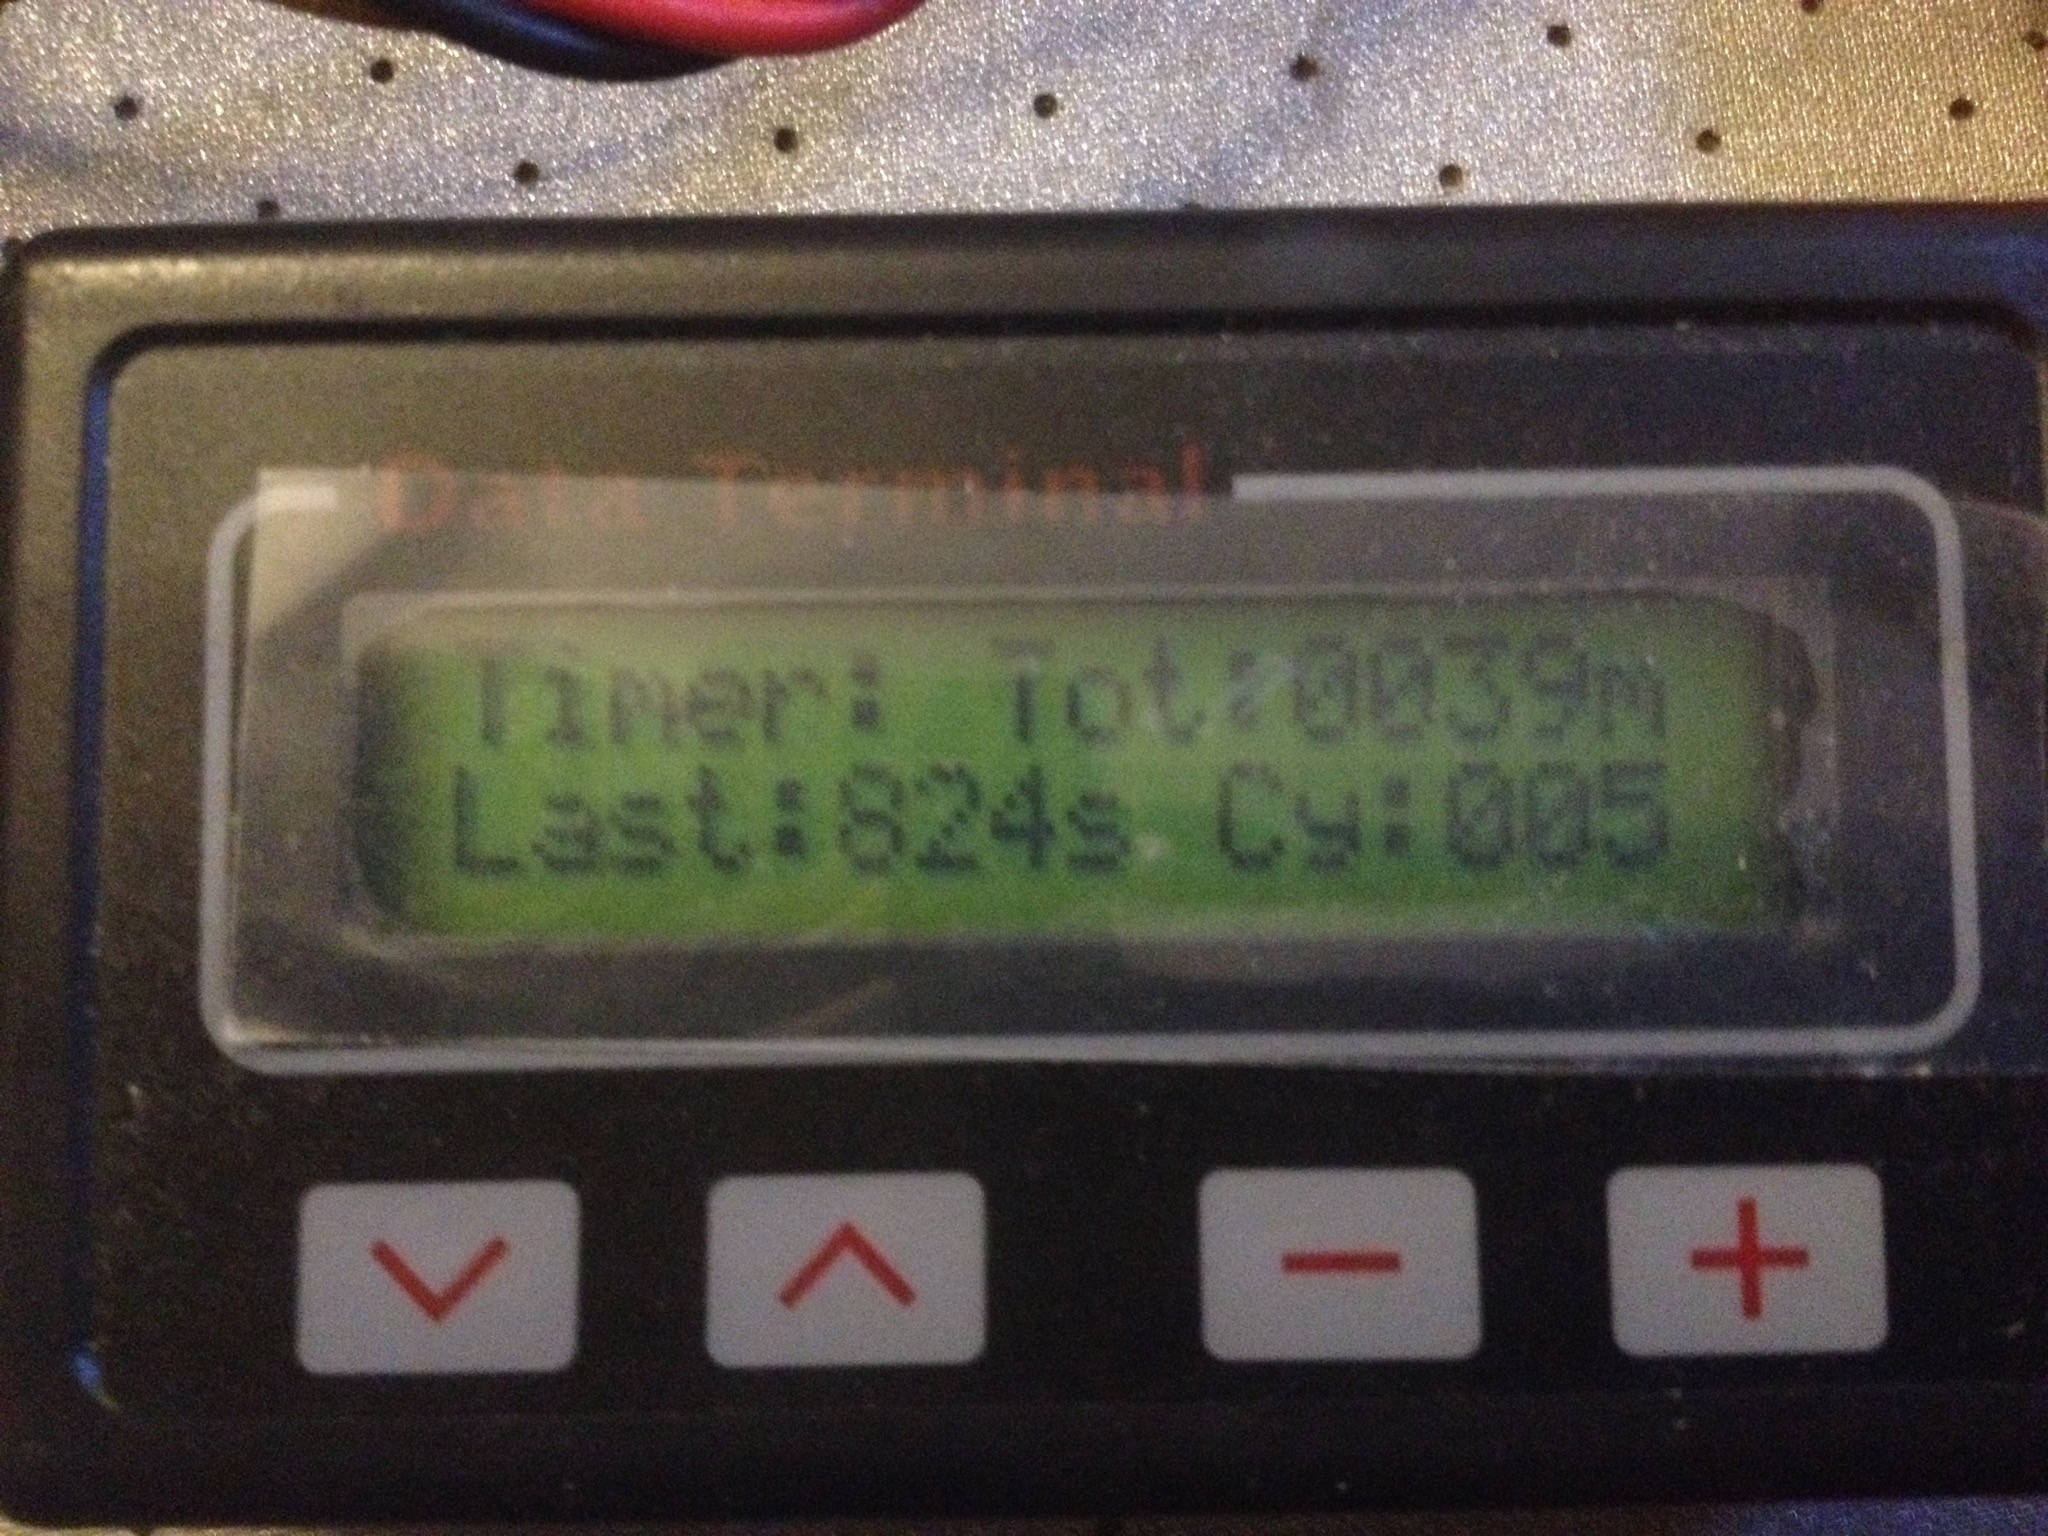 Data Terminal
Timer: Tot:0039m
Last:824s Cy:005